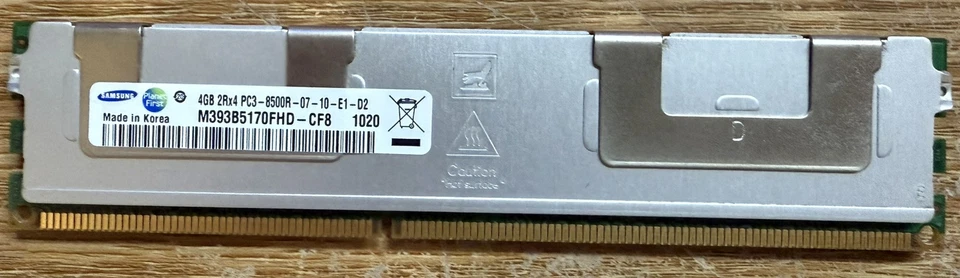 SAMSUNG
Planet
First
4GB 2Rx4 PC3-8500R-07-10-E1-D2
Made in Korea
M393B5170FHD-CF8 1020
Caution
"hot surface"
D